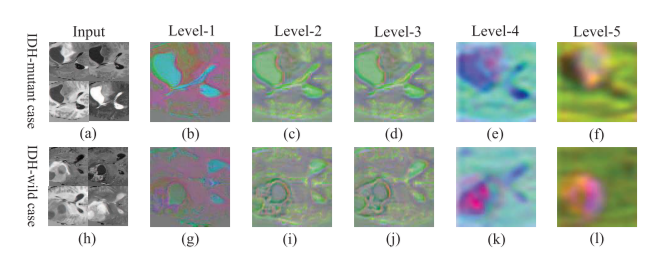 Input Level-1 Level-2 Level-3 Level-4 Level-5
IDH-mutant case
(a) (b) (c) (d) (e) (f)
IDH-wild case
(h) (g) (i) (j) (k) (l)